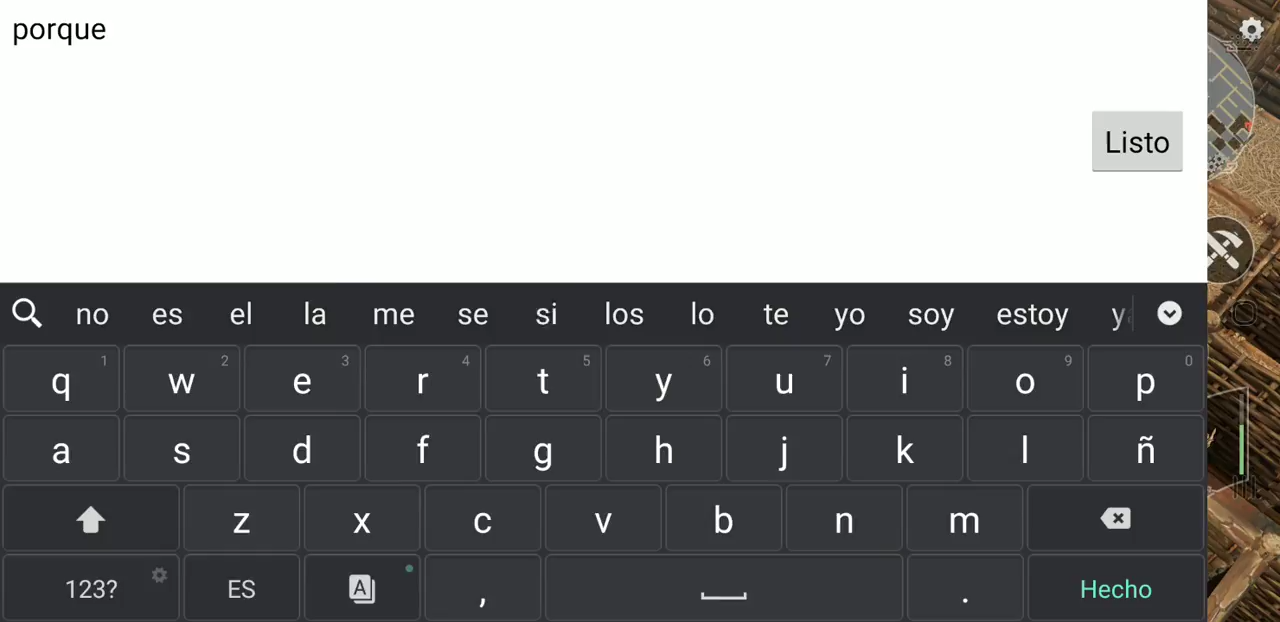 porque
Listo
no es el la me se si los lo te yo soy estoy y
1 2 3 4 5 6 7 8 9 0
q w e r t y u i o p
a s d f g h j k l ñ
z x c v b n m
123? ES A , . Hecho